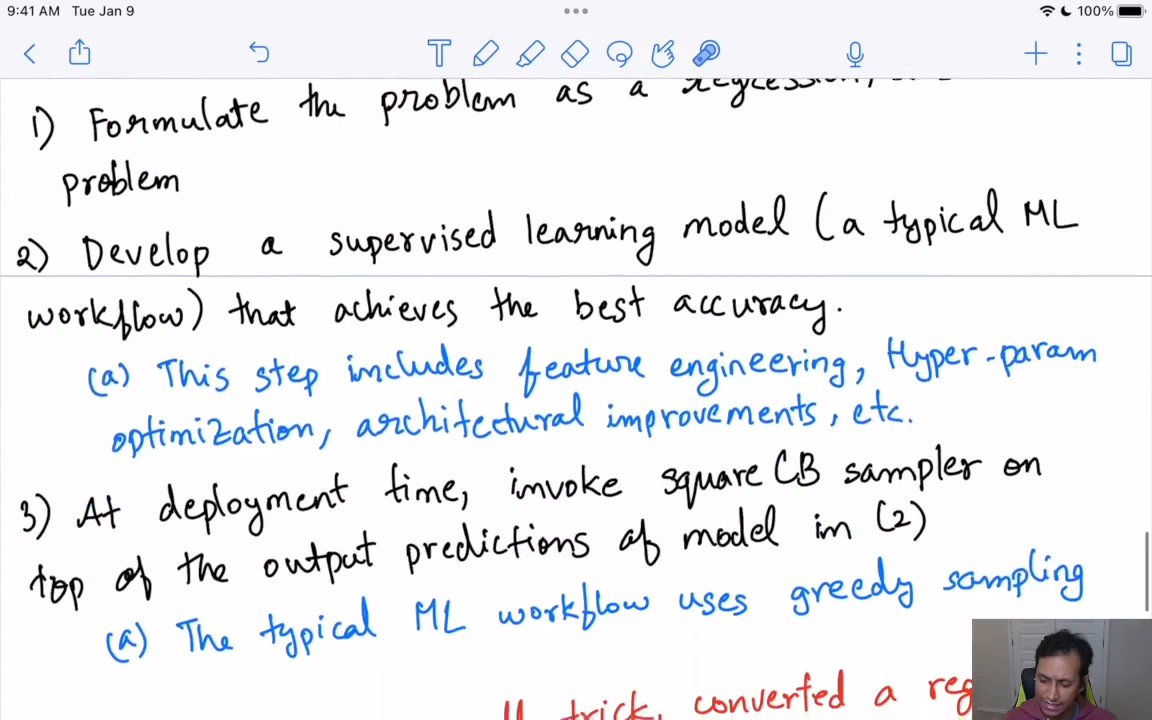 9:41 AM Tue Jan 9
100%
1) Formulate the problem as a regression,
problem
2) Develop a supervised learning model (a typical ML
workflow) that achieves the best accuracy.
(a) This step includes feature engineering, Hyper-param
optimization, architectural improvements, etc.
3) At deployment time, invoke square CB sampler on
top of the output predictions of model in (2)
(a) The typical ML workflow uses greedy sampling
trick, converted a reg